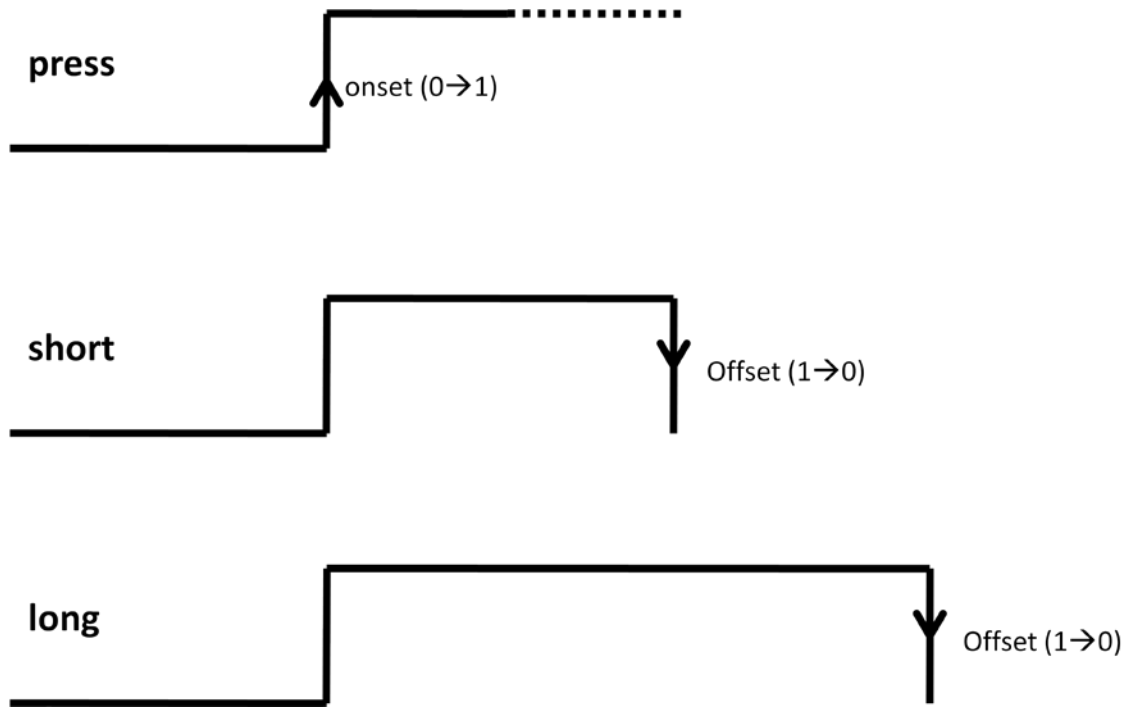 press
onset (0→1)
short
Offset (1→0)
long
Offset (1→0)